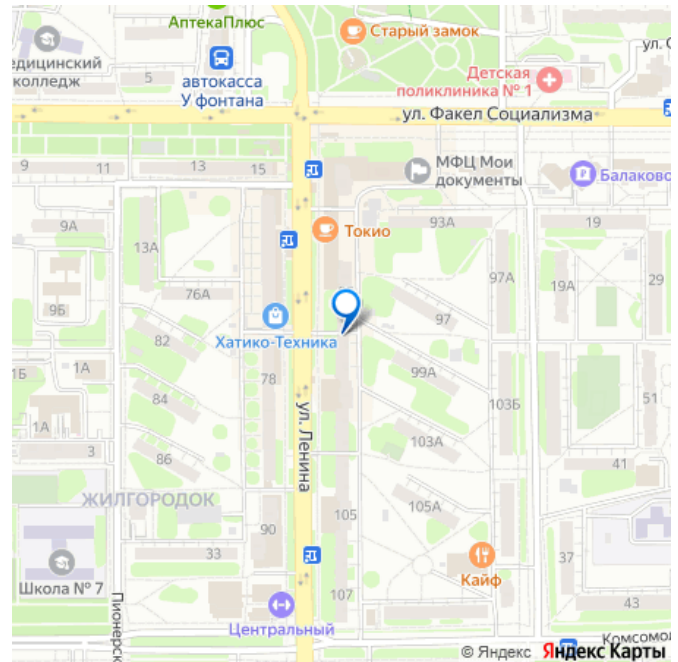 АптекаПлюс
Старый замок
ул. С
едицинский
колледж
5
автокасса
У фонтана
Детская
поликлиника № 1
ул. Факел Социализма
9
11
13
15
МФЦ Мои
документы
Балаково
9А
13А
Токио
93А
19
97А
19А
29
76А
9Б
97
Хатико-Техника
82
1Б
1А
78
99А
84
103Б
51
1А
ул. Ленина
3
86
103А
41
ЖИЛГОРОДОК
105
105А
90
33
37
Школа № 7
Кайф
107
43
Пионерск
Центральный
Комсомол
© Яндекс Яндекс Карты